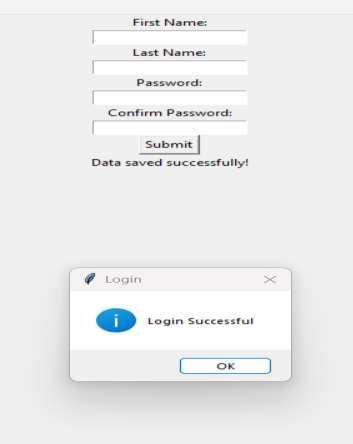 First Name:
Last Name:
Password:
Confirm Password:
Submit
Data saved successfully!
Login
Login Successful
OK